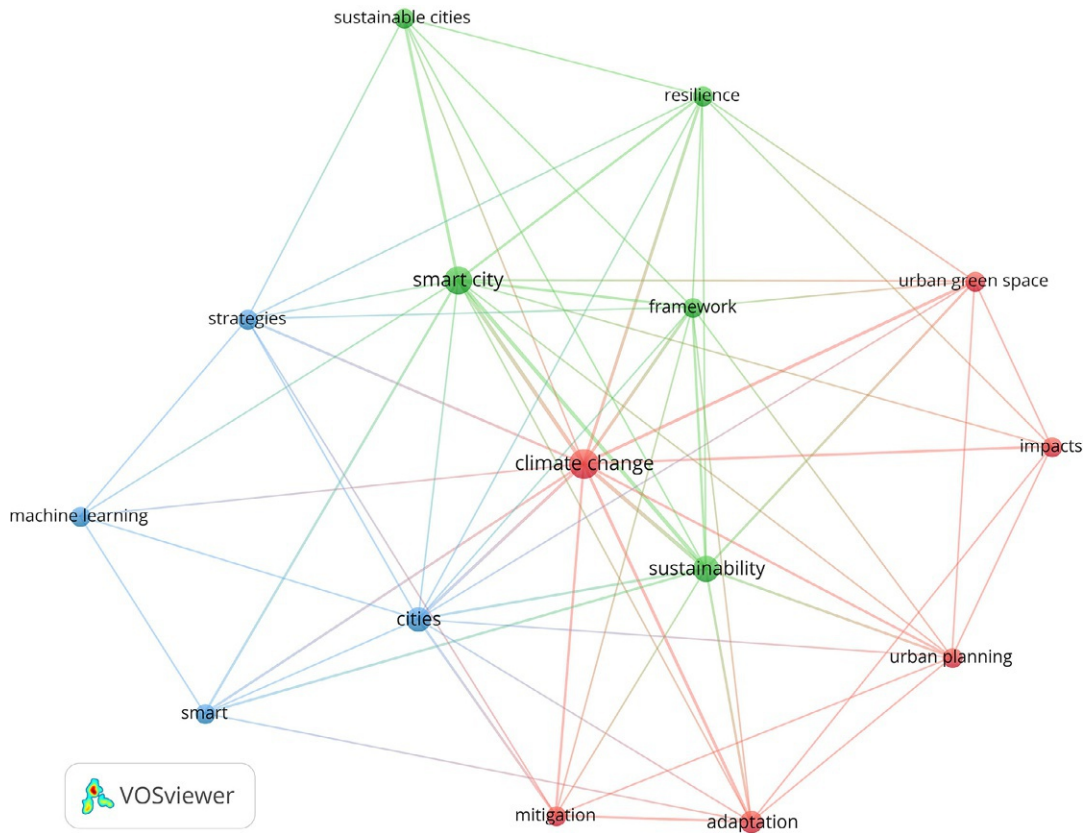 sustainable cities
resilience
smart city
urban green space
framework
strategies
climate change
impacts
machine learning
sustainability
cities
urban planning
smart
VOSviewer
mitigation
adaptation